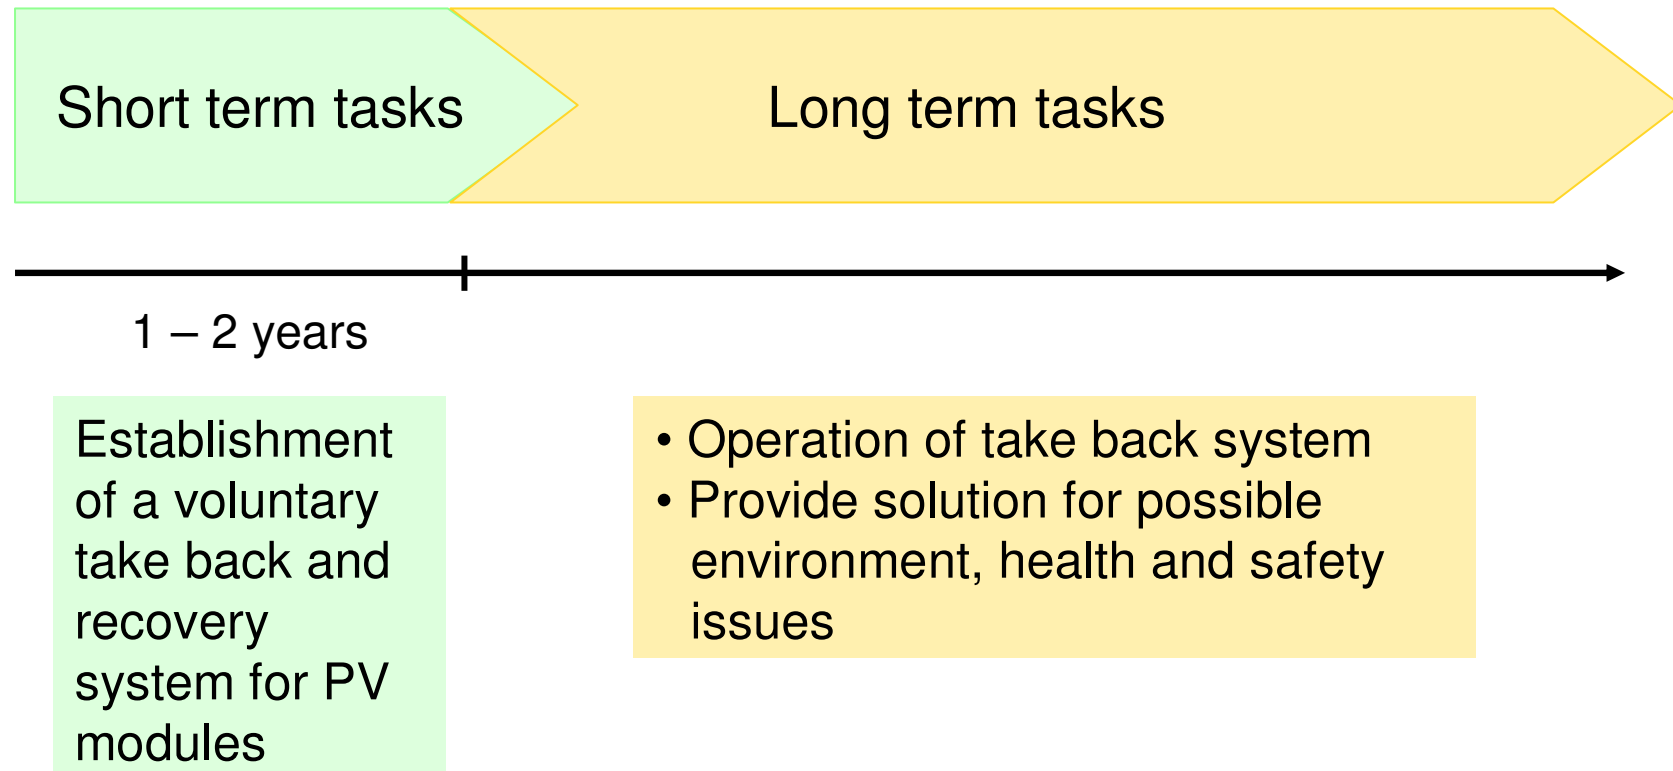 Short term tasks
Long term tasks
1 – 2 years
Establishment
of a voluntary
take back and
recovery
system for PV
modules
• Operation of take back system
• Provide solution for possible
environment, health and safety
issues